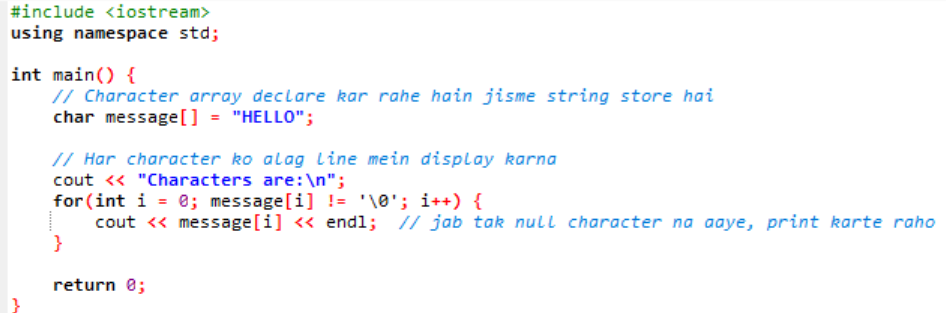 #include <iostream>
using namespace std;
int main() {
// Character array declare kar rahe hain jisme string store hai
char message[] = "HELLO";
// Har character ko alag line mein display karna
cout << "Characters are:\n";
for(int i = 0; message[i] != '\0'; i++) {
cout << message[i] << endl;  // jab tak null character na aaye, print karte raho
}
return 0;
}